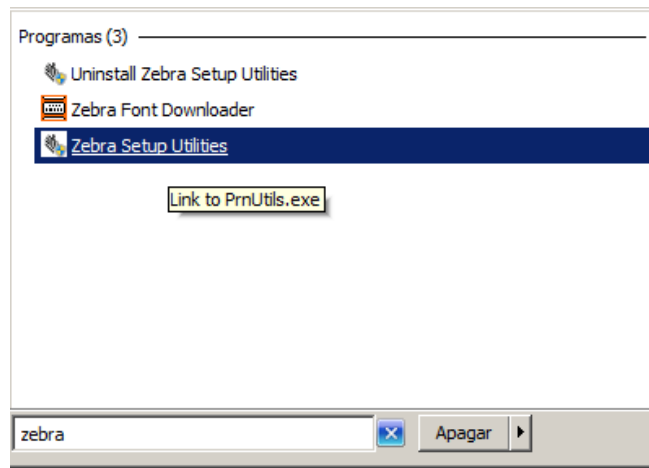 Programas (3)
Uninstall Zebra Setup Utilities
Zebra Font Downloader
Zebra Setup Utilities
Link to PrnUtils.exe
zebra
Apagar